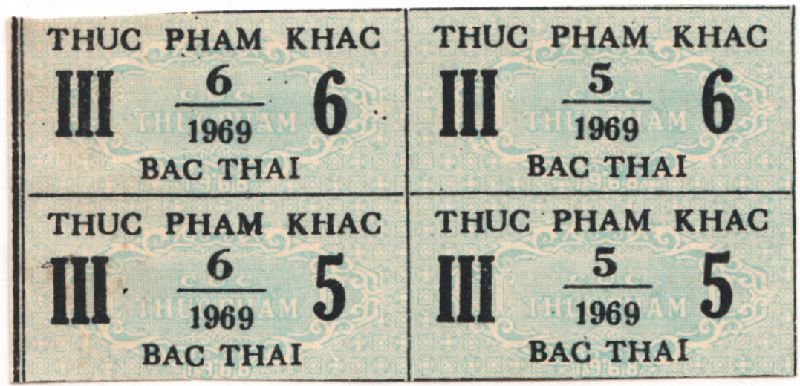 THUC PHAM KHAC
III 6/1969 6
BAC THAI
THUC PHAM KHAC
III 5/1969 6
BAC THAI
THUC PHAM KHAC
III 6/1969 5
BAC THAI
THUC PHAM KHAC
III 5/1969 5
BAC THAI